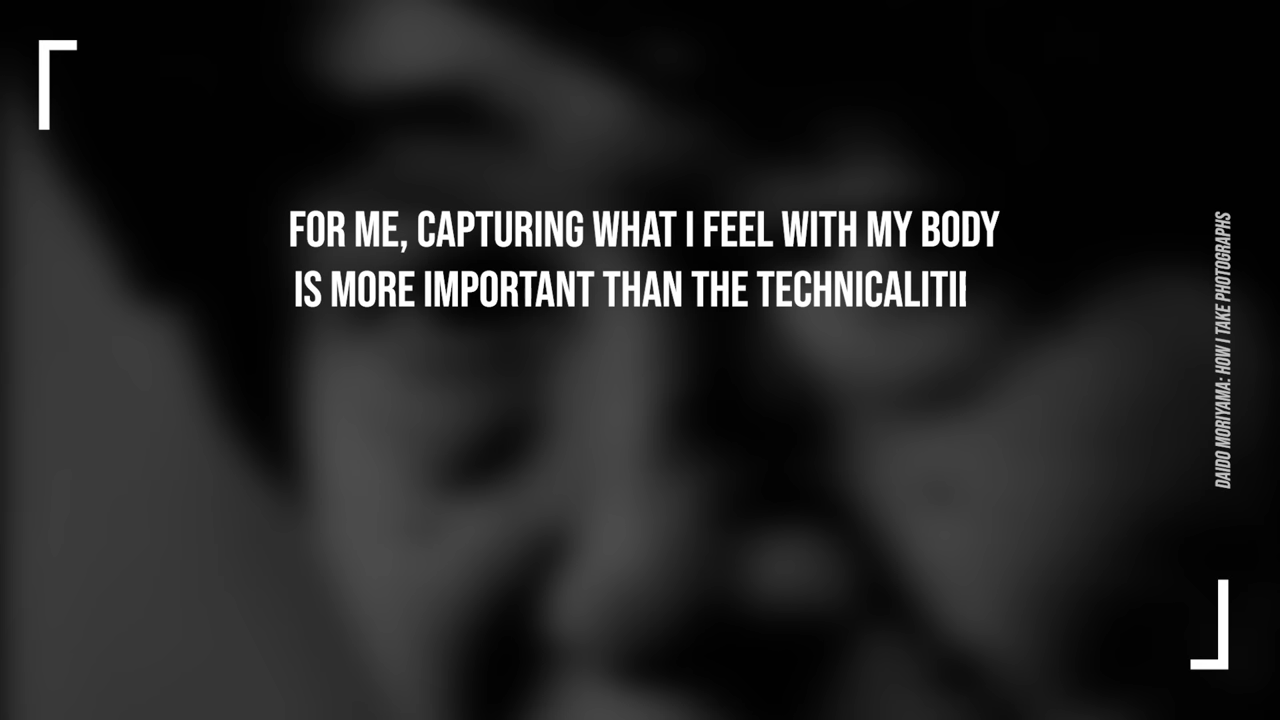 FOR ME, CAPTURING WHAT I FEEL WITH MY BODY
IS MORE IMPORTANT THAN THE TECHNICALITII
DAIDO MORIYAMA: HOW I TAKE PHOTOGRAPHS